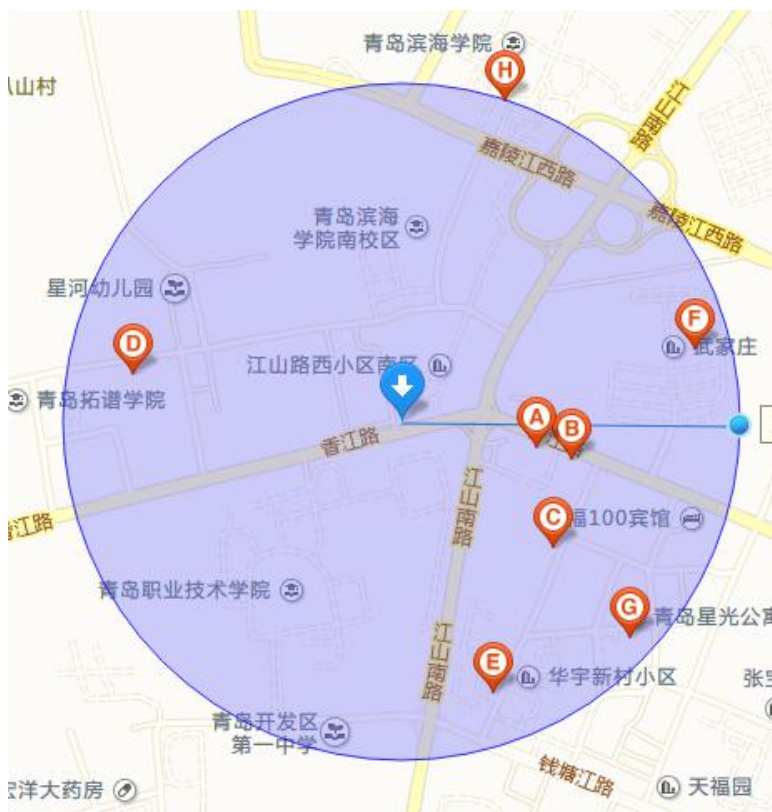 青岛滨海学院
H
江山南路
从山村
嘉陵江西路
嘉陵江西路
青岛滨海
学院南校区
星河幼儿园
F
武家庄
D
江山路西小区南区
青岛拓谱学院
A
B
香江路
江山南路
C
福100宾馆
香江路
青岛职业技术学院
G
青岛星光公寓
江山南路
E
华宇新村小区
青岛开发区
第一中学
钱塘江路
宏洋大药房
天福园